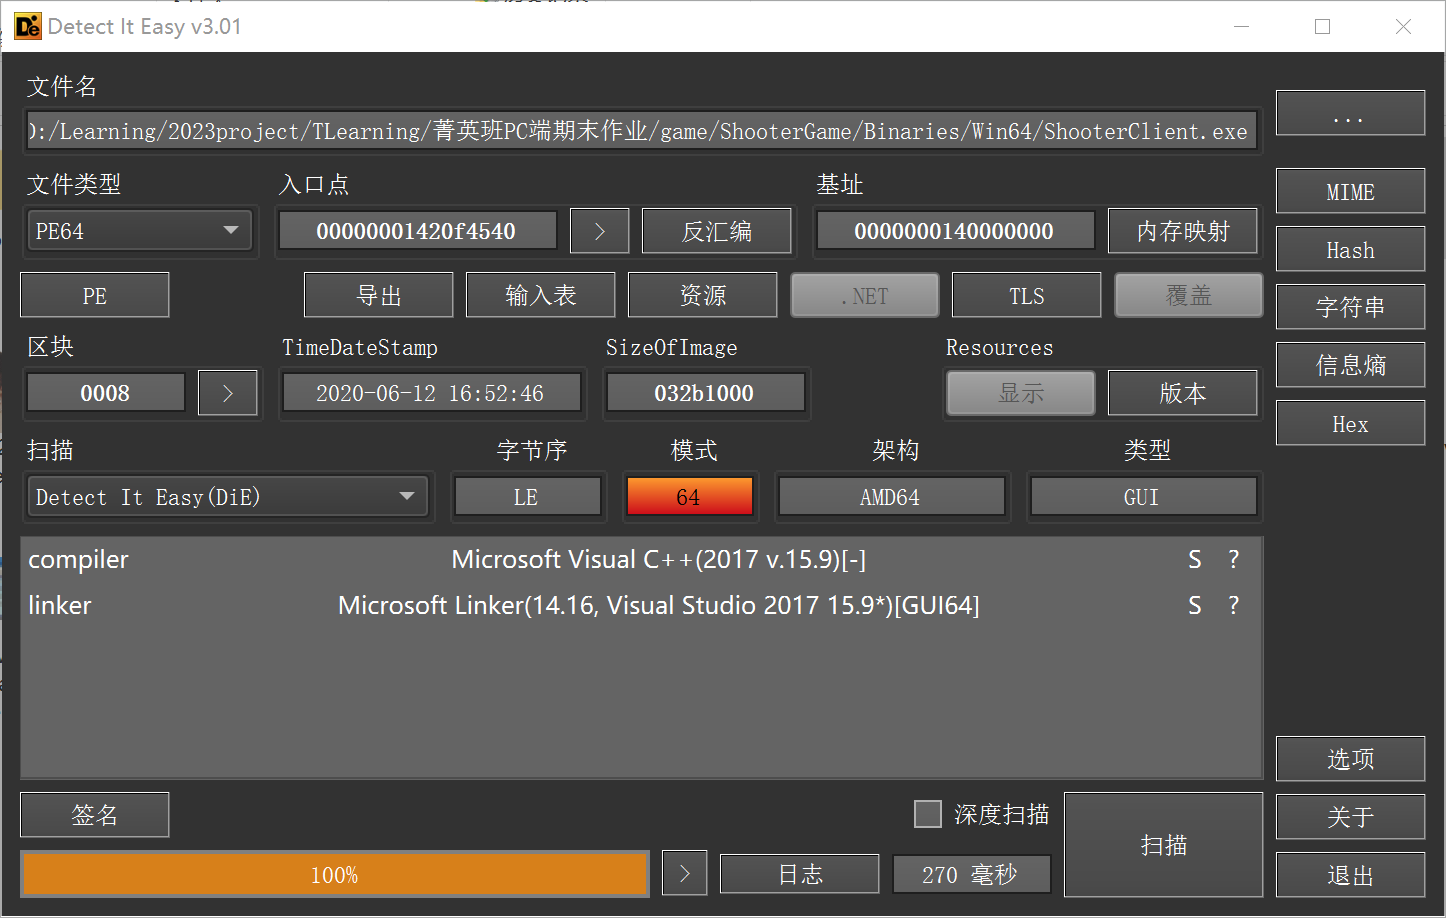 Detect It Easy v3.01
文件名
):/Learning/2023project/TLearning/菁英班PC端期末作业/game/ShooterGame/Binaries/Win64/ShooterClient.exe
...
文件类型 入口点 基址
PE64 00000001420f4540 > 反汇编 0000000140000000 内存映射
MIME
Hash
PE 导出 输入表 资源 .NET TLS 覆盖
字符串
区块 TimeDateStamp SizeOfImage Resources
信息熵
0008 > 2020-06-12 16:52:46 032b1000 显示 版本
Hex
扫描 字节序 模式 架构 类型
Detect It Easy(DiE) LE 64 AMD64 GUI
compiler Microsoft Visual C++(2017 v.15.9)[-] S ?
linker Microsoft Linker(14.16, Visual Studio 2017 15.9*)[GUI64] S ?
选项
签名 深度扫描 扫描 关于
100% > 日志 270 毫秒 退出